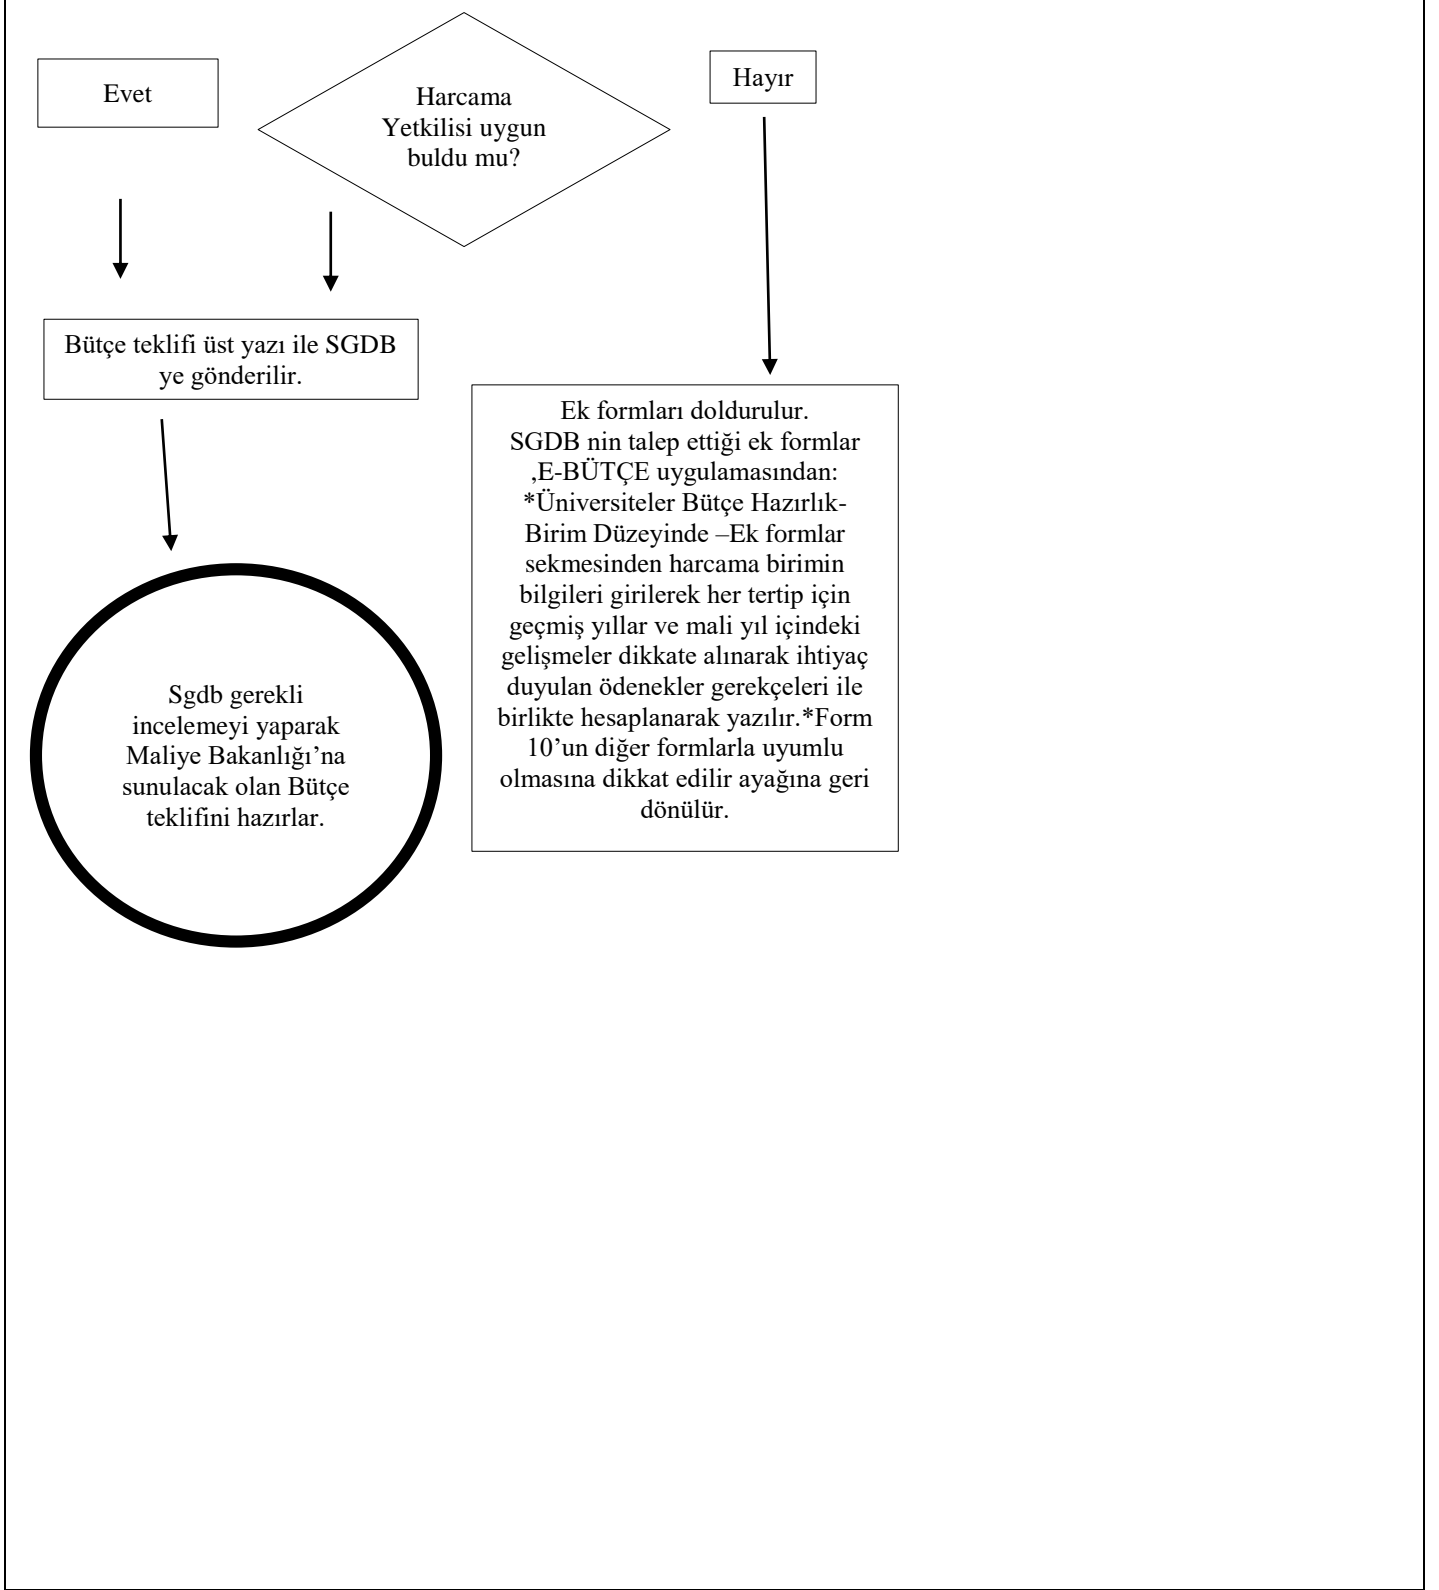 Evet
Harcama
Yetkilisi uygun
buldu mu?
Hayır
Bütçe teklifi üst yazı ile SGDB
ye gönderilir.
Ek formları doldurulur.
SGDB nin talep ettiği ek formlar
,E-BÜTÇE uygulamasından:
*Üniversiteler Bütçe Hazırlık-
Birim Düzeyinde –Ek formlar
sekmesinden harcama birimin
bilgileri girilerek her tertip için
geçmiş yıllar ve mali yıl içindeki
gelişmeler dikkate alınarak ihtiyaç
duyulan ödenekler gerekçeleri ile
birlikte hesaplanarak yazılır.*Form
10’un diğer formlarla uyumlu
olmasına dikkat edilir ayağına geri
dönülür.
Sgdb gerekli
incelemeyi yaparak
Maliye Bakanlığı’na
sunulacak olan Bütçe
teklifini hazırlar.